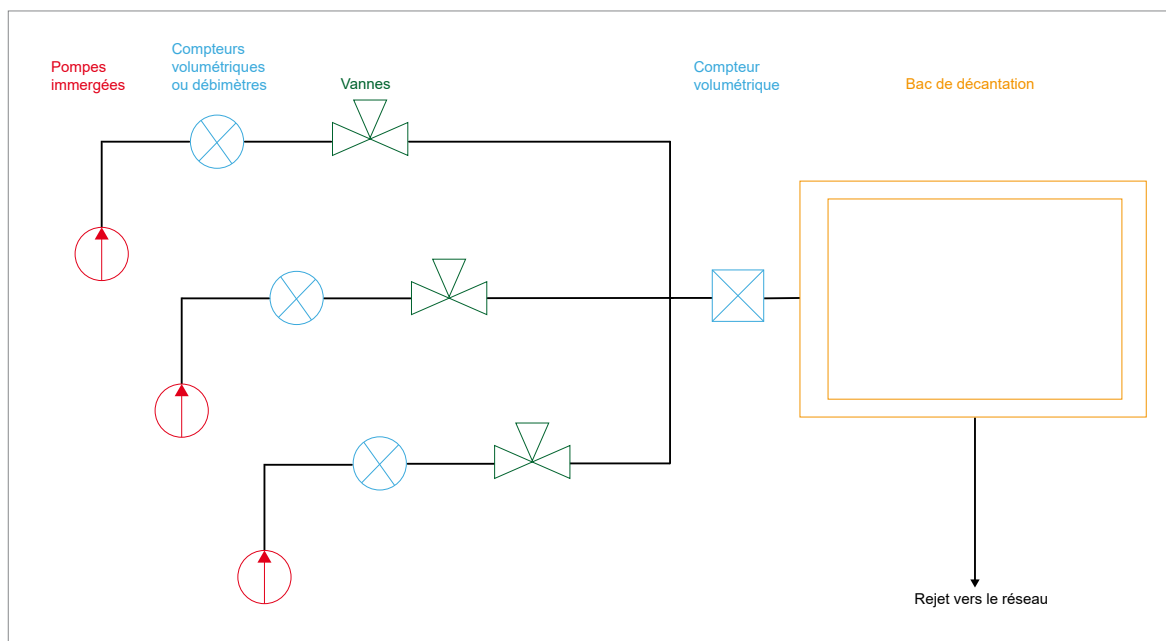 Pompes
immergées
Compteurs
volumétriques
ou débimètres
Vannes
Compteur
volumétrique
Bac de décantation
Rejet vers le réseau